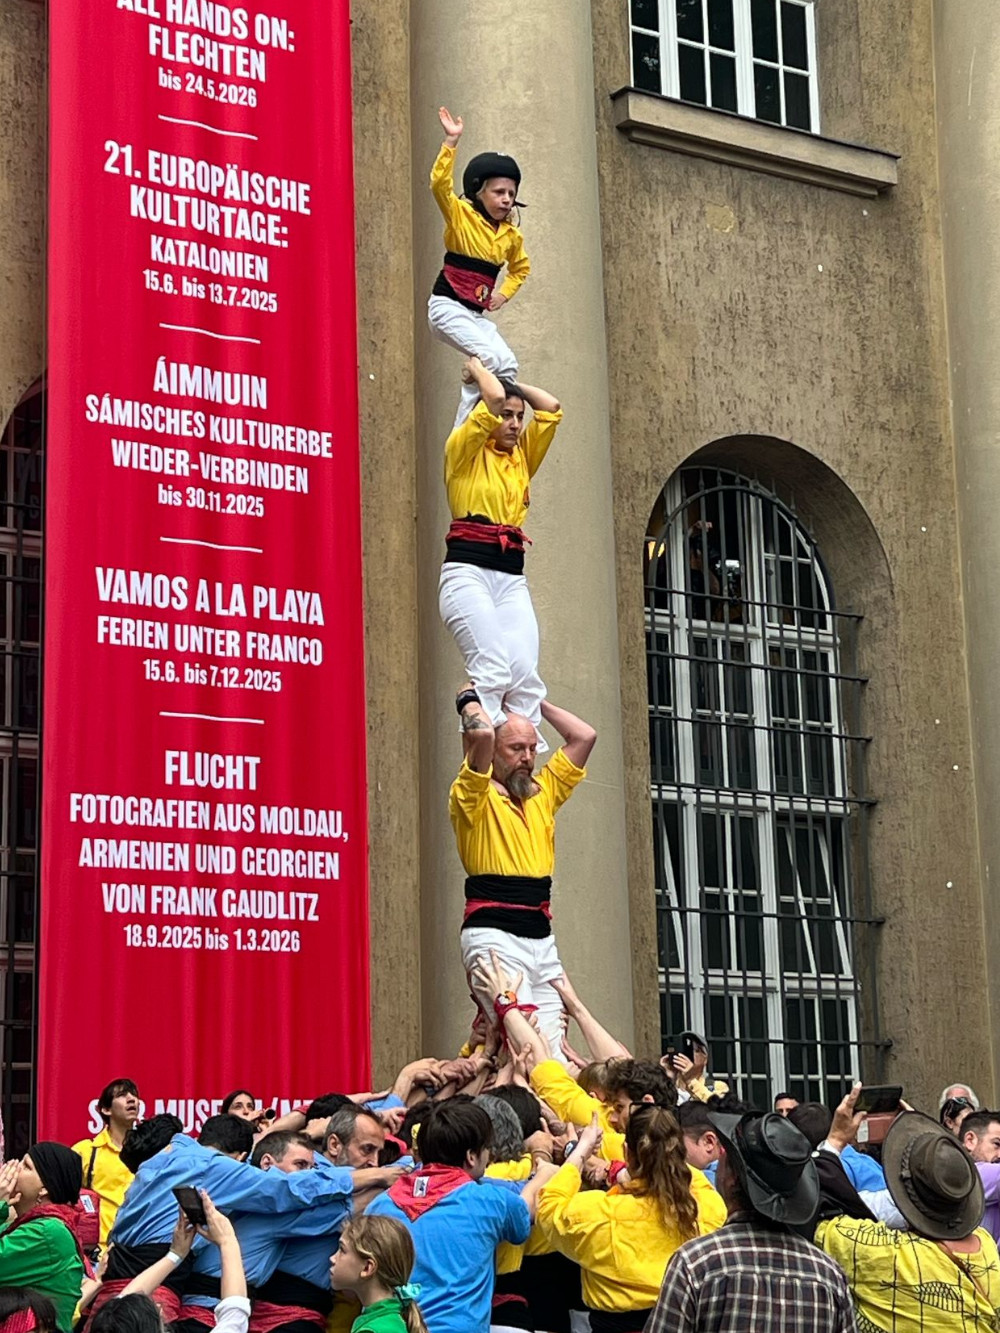 ALL HANDS ON:
FLECHTEN
bis 24.5.2026
21. EUROPÄISCHE
KULTURTAGE:
KATALONIEN
15.6. bis 13.7.2025
ÁIMMUIN
SÁMISCHES KULTURERBE
WIEDER-VERBINDEN
bis 30.11.2025
VAMOS A LA PLAYA
FERIEN UNTER FRANCO
15.6. bis 7.12.2025
FLUCHT
FOTOGRAFIEN AUS MOLDAU,
ARMENIEN UND GEORGIEN
VON FRANK GAUDLITZ
18.9.2025 bis 1.3.2026